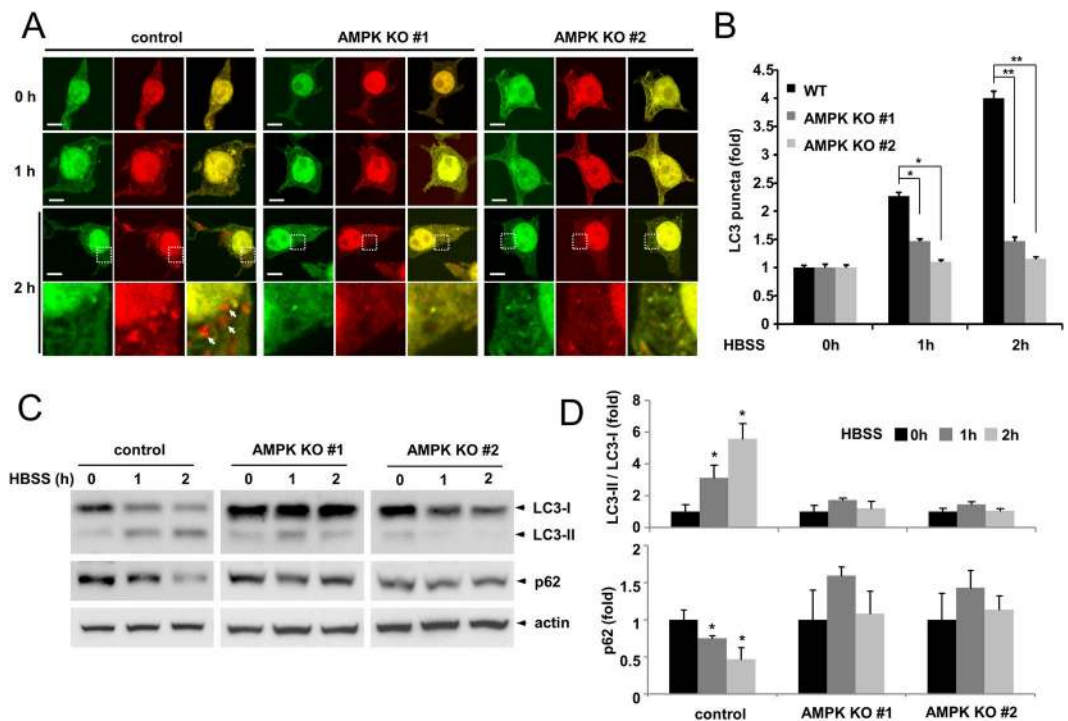 A
control
AMPK KO #1
AMPK KO #2
0 h
1 h
2 h
B
LC3 puncta (fold)
4.5
4
3.5
3
2.5
2
1.5
1
0.5
0
WT
AMPK KO #1
AMPK KO #2
*
*
**
**
HBSS
0h
1h
2h
C
control
AMPK KO #1
AMPK KO #2
HBSS (h)
0
1
2
0
1
2
0
1
2
LC3-I
LC3-II
p62
actin
D
LC3-II / LC3-I (fold)
8
6
4
2
0
*
*
HBSS
0h
1h
2h
p62 (fold)
2
1.5
1
0.5
0
*
*
control
AMPK KO #1
AMPK KO #2